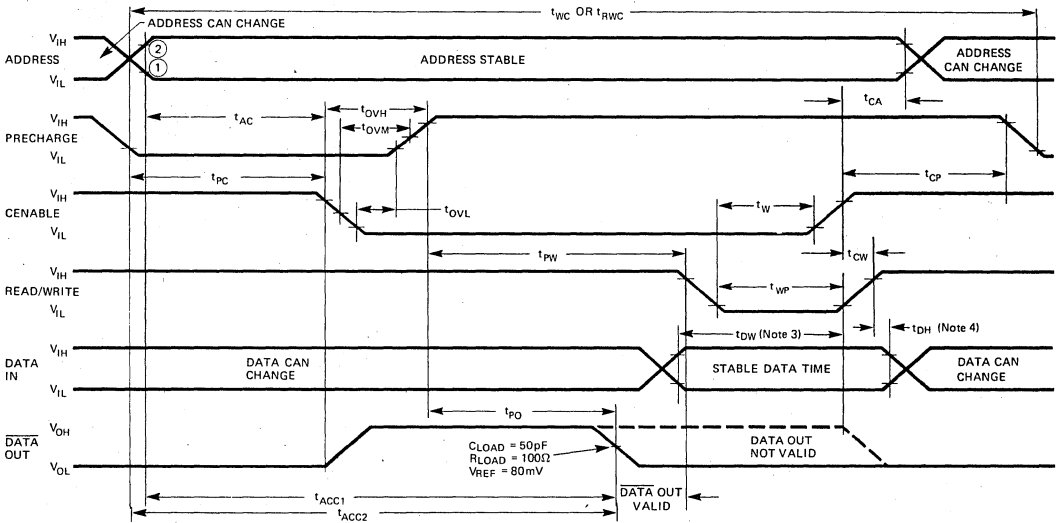 tWC OR tRWC
ADDRESS CAN CHANGE
VIH
ADDRESS
VIL
②
①
ADDRESS STABLE
ADDRESS
CAN CHANGE
tCA
tOVH
VIH
tAC
tOVM
PRECHARGE
VIL
tPC
tCP
VIH
CENABLE
VIL
tOVL
tW
tPW
tCW
VIH
READ/WRITE
VIL
tWP
tDW (Note 3)
tDH (Note 4)
VIH
DATA
IN
VIL
DATA CAN
CHANGE
STABLE DATA TIME
DATA CAN
CHANGE
tPO
VOH
DATA
OUT
VOL
CLOAD = 50pF
RLOAD = 100Ω
VREF = 80mV
DATA OUT
NOT VALID
tACC1
DATA OUT
VALID
tACC2